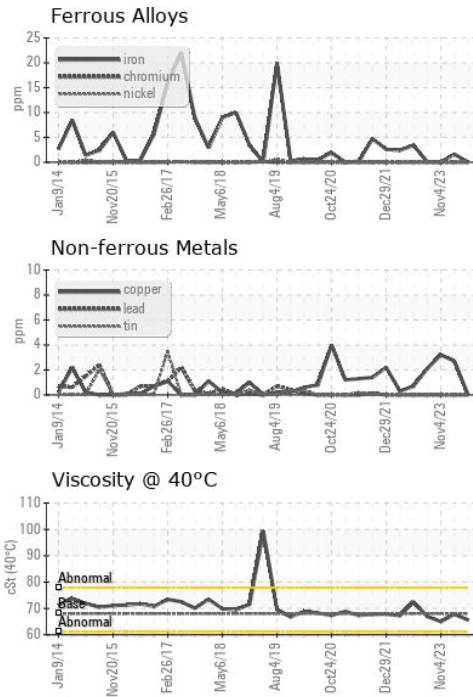 Ferrous Alloys
25
20
15
10
5
0
ppm
iron
chromium
nickel
Jan9/14
Nov20/15
Feb26/17
May6/18
Aug4/19
Oct24/20
Dec29/21
Nov4/23
Non-ferrous Metals
10
8
6
4
2
0
ppm
copper
lead
tin
Jan9/14
Nov20/15
Feb26/17
May6/18
Aug4/19
Oct24/20
Dec29/21
Nov4/23
Viscosity @ 40°C
110
100
90
80
70
60
cSt (40°C)
Abnormal
Base
Abnormal
Jan9/14
Nov20/15
Feb26/17
May6/18
Aug4/19
Oct24/20
Dec29/21
Nov4/23